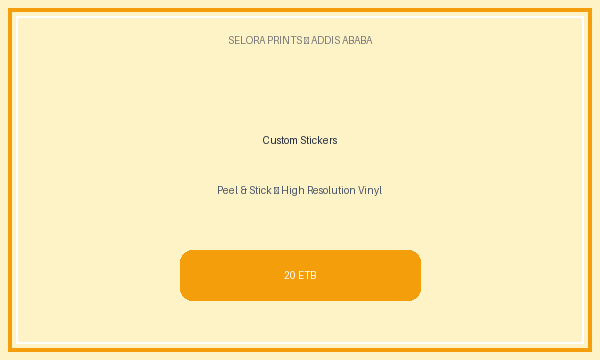 SELORA PRINTS ▯ ADDIS ABABA
Custom Stickers
Peel & Stick ▯ High Resolution Vinyl
20 ETB